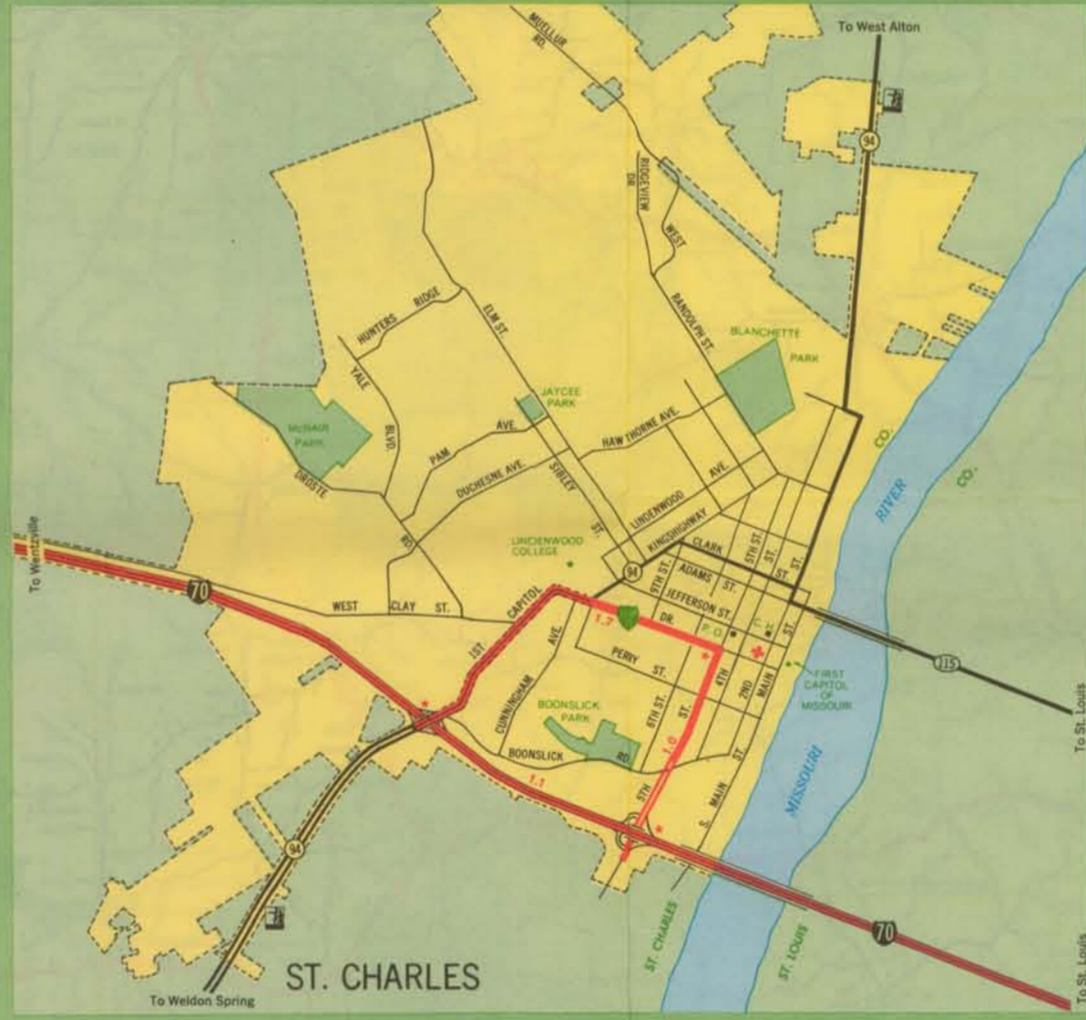 MUELLUR
RD.
To West Alton
94
RIDGEVIEW
DR.
WEST
RANDOLPH ST.
HUNTERS RIDGE
ELM ST.
BLANCHETTE
PARK
YALE
BLVD.
JAYCEE
PARK
McNAIR
PARK
PAM AVE.
HAWTHORNE AVE.
DUCHESNE AVE.
SIBLEY
ST.
DROSTE
RD.
LINDENWOOD AVE.
KINGSHIGHWAY
CO.
CO.
RIVER
To Wentzville
LINDENWOOD
COLLEGE
CLARK
ST.
5TH ST.
ST.
ST.
94
9TH ST.
ADAMS
ST.
70
WEST CLAY ST.
1ST. CAPITOL
DR.
1.7
JEFFERSON ST.
P.O.
C.H.
115
PERRY
ST.
4TH
2ND
MAIN
ST.
FIRST
CAPITOL
OF
MISSOURI
CUNNINGHAM
AVE.
6TH ST.
BOONSLICK
PARK
BOONSLICK
RD.
1.0
5TH
ST.
1.1
S. MAIN
ST.
MISSOURI
To St. Louis
94
ST. CHARLES
ST. LOUIS
70
To St. Louis
ST. CHARLES
To Weldon Spring